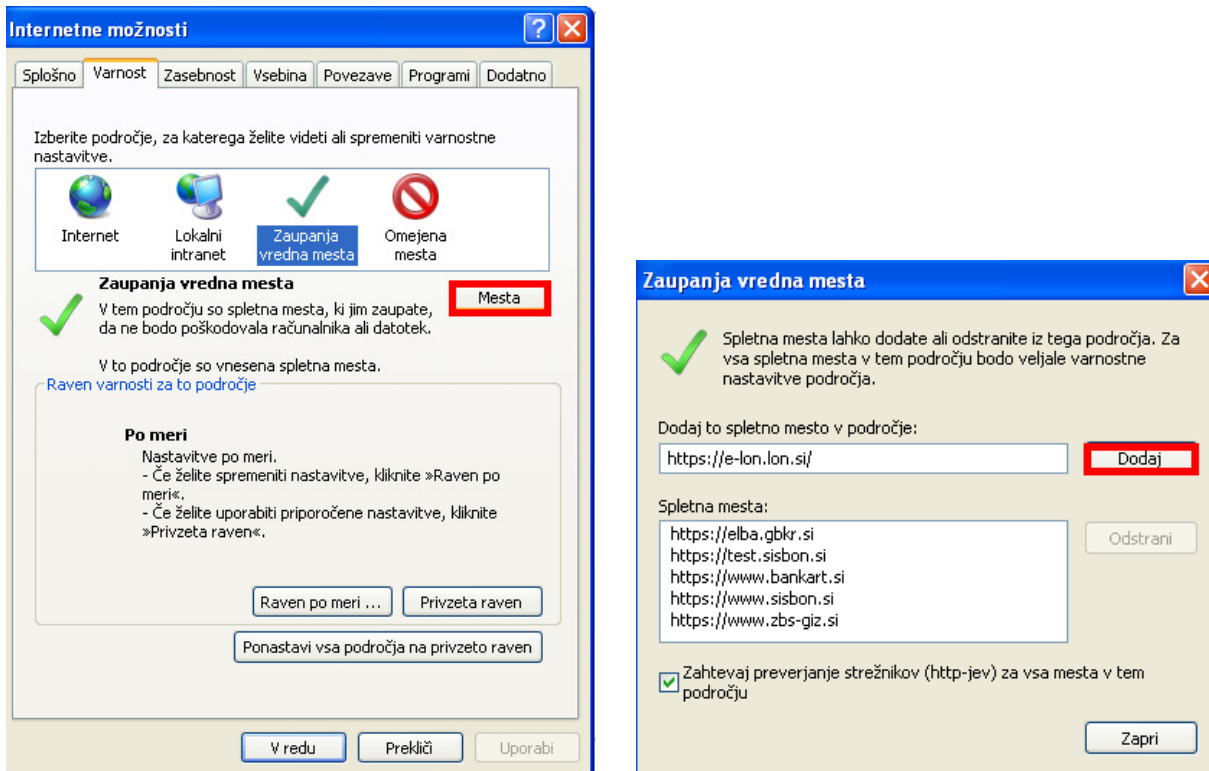 Internetne možnosti
Splošno Varnost Zasebnost Vsebina Povezave Programi Dodatno
Izberite področje, za katerega želite videti ali spremeniti varnostne
nastavitve.
Internet
Lokalni
intranet
Zaupanja
vredna mesta
Omejena
mesta
Zaupanja vredna mesta
V tem področju so spletna mesta, ki jim zaupate,
da ne bodo poškodovala računalnika ali datotek.
Mesta
V to področje so vnesena spletna mesta.
Raven varnosti za to področje
Po meri
Nastavitve po meri.
- Če želite spremeniti nastavitve, kliknite »Raven po
meri«.
- Če želite uporabiti priporočene nastavitve, kliknite
»Privzeta raven«.
Raven po meri ... Privzeta raven
Ponastavi vsa področja na privzeto raven
V redu Prekliči Uporabi
Zaupanja vredna mesta
Spletna mesta lahko dodate ali odstranite iz tega področja. Za
vsa spletna mesta v tem področju bodo veljale varnostne
nastavitve področja.
Dodaj to spletno mesto v področje:
https://e-lon.lon.si/ Dodaj
Spletna mesta:
https://elba.gbkr.si
https://test.sisbon.si
https://www.bankart.si
https://www.sisbon.si
https://www.zbs-giz.si
Odstrani
Zahtevaj preverjanje strežnikov (http-jev) za vsa mesta v tem
področju
Zapri